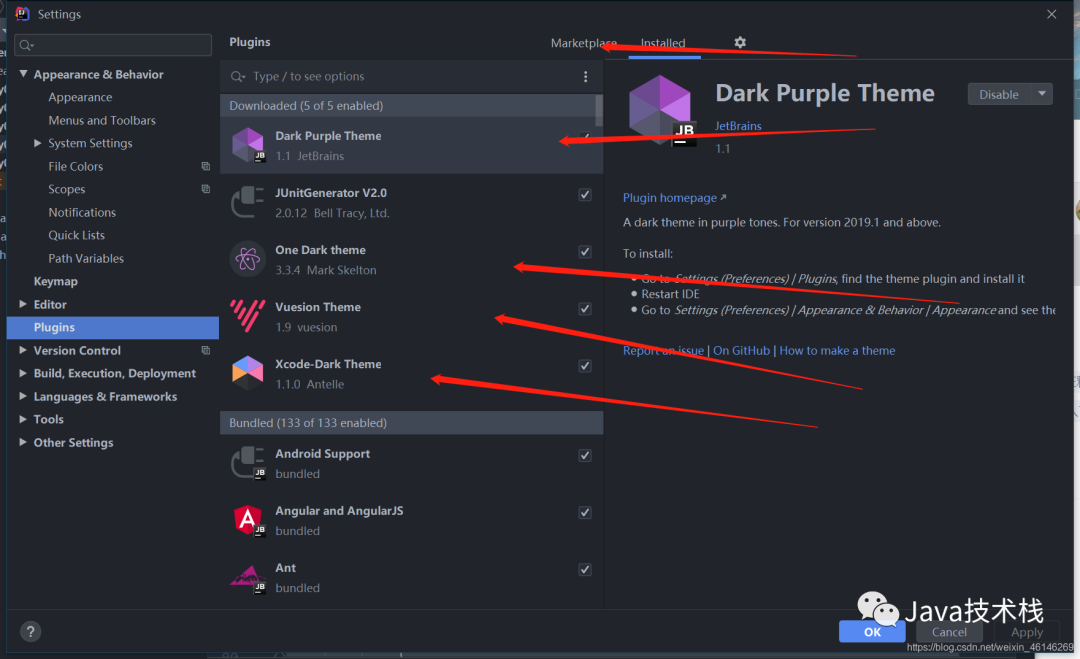 Settings
Appearance & Behavior
Appearance
Menus and Toolbars
System Settings
File Colors
Scopes
Notifications
Quick Lists
Path Variables
Keymap
Editor
Plugins
Version Control
Build, Execution, Deployment
Languages & Frameworks
Tools
Other Settings
?
Plugins
Marketplace
Installed
Type / to see options
Downloaded (5 of 5 enabled)
Dark Purple Theme
1.1 JetBrains
JB
JUnitGenerator V2.0
2.0.12 Bell Tracy, Ltd.
One Dark theme
3.3.4 Mark Skelton
Vuesion Theme
1.9 vuesion
Xcode-Dark Theme
1.1.0 Antelle
Bundled (133 of 133 enabled)
Android Support
bundled
JB
Angular and AngularJS
bundled
JB
Ant
bundled
JB
JB
Dark Purple Theme
Disable
JetBrains
1.1
Plugin homepage
A dark theme in purple tones. For version 2019.1 and above.
To install:
Go to Settings (Preferences) | Plugins, find the theme plugin and install it
Restart IDE
Go to Settings (Preferences) | Appearance & Behavior | Appearance and see the
Report an issue | On GitHub | How to make a theme
Java技术栈
OK
Cancel
Apply
https://blog.csdn.net/weixin_46146269